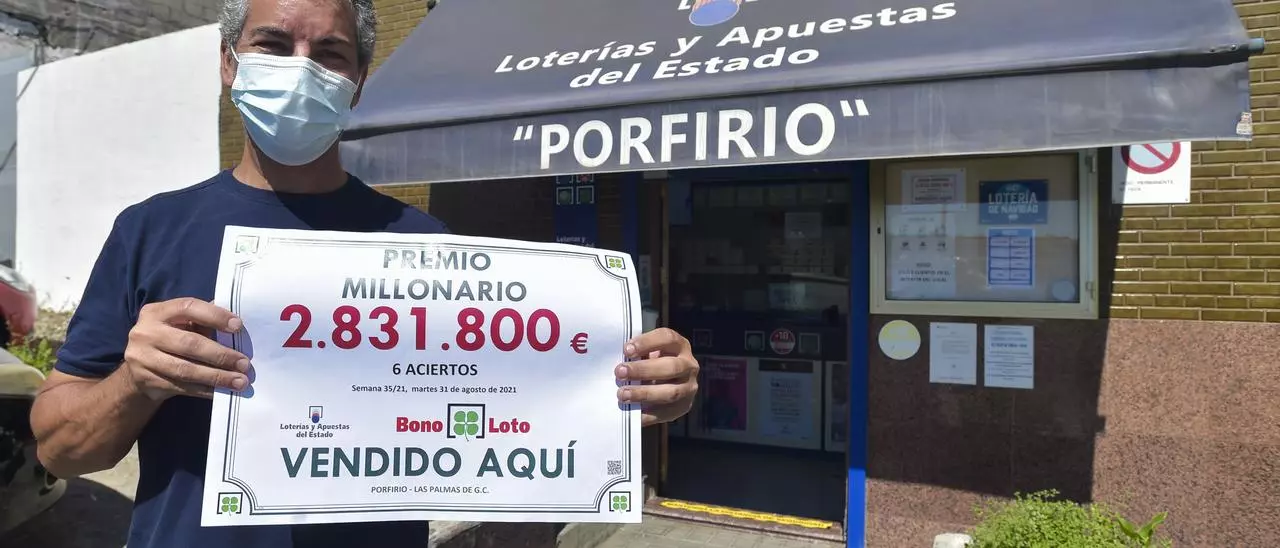 Loterías y Apuestas
del Estado
"PORFIRIO"
PREMIO
MILLONARIO
2.831.800 €
6 ACIERTOS
Semana 35/21, martes 31 de agosto de 2021
Loterías y Apuestas
del Estado
Bono Loto
VENDIDO AQUÍ
PORFIRIO - LAS PALMAS DE G.C.
LOTERÍA
DE NAVIDAD
+18